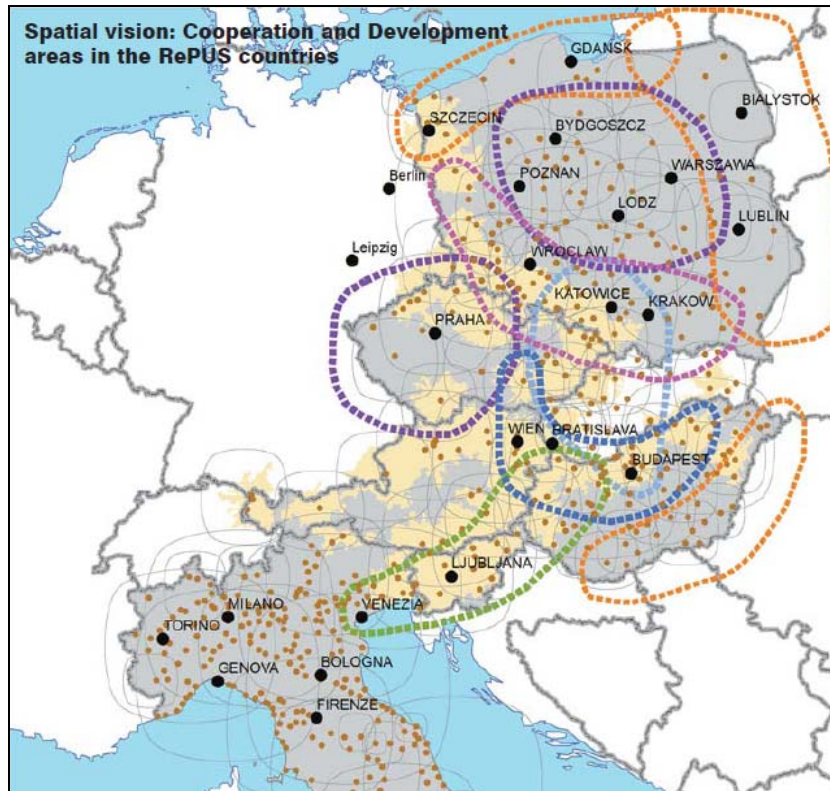 Spatial vision: Cooperation and Development
areas in the RePUS countries
GDANSK
BIALYSTOK
SZCZECIN
BYDGOSZCZ
Berlin
POZNAN
WARSZAWA
LODZ
LUBLIN
Leipzig
WROCLAW
KATOWICE
KRAKOW
PRAHA
WIEN
BRATISLAVA
BUDAPEST
LJUBLJANA
MILANO
VENEZIA
TORINO
GENOVA
BOLOGNA
FIRENZE